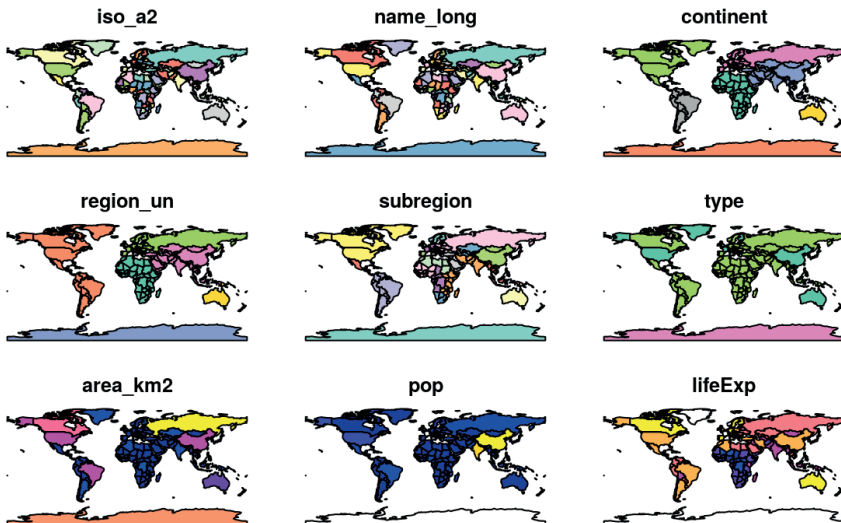 iso_a2 name_long continent
region_un subregion type
area_km2 pop lifeExp